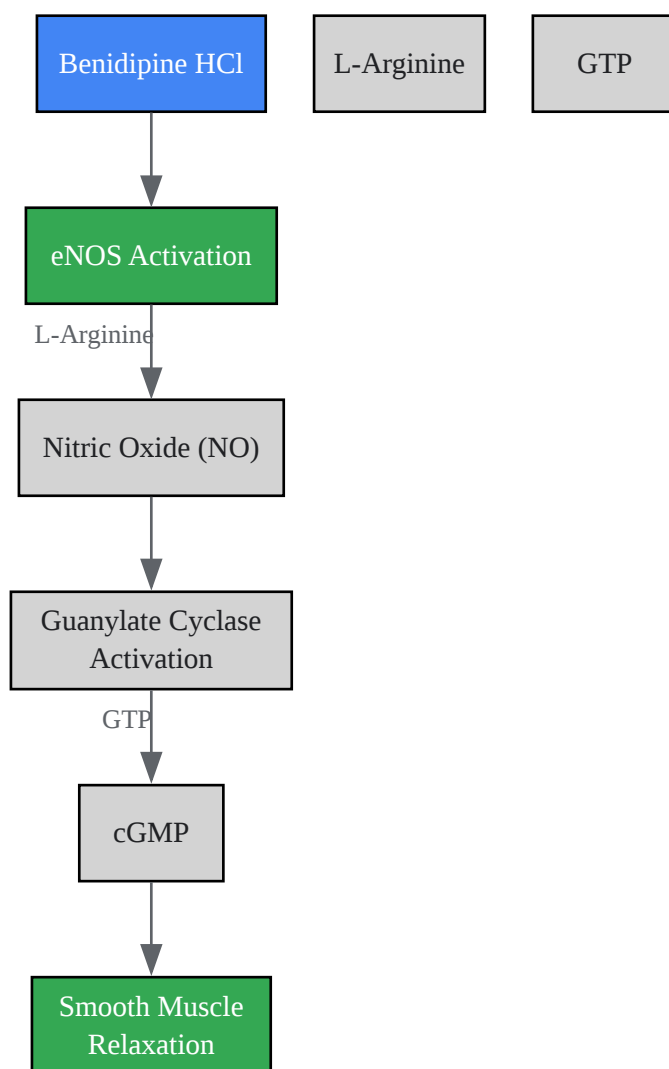 Benidipine HCl
L-Arginine
GTP
eNOS Activation
L-Arginine
Nitric Oxide (NO)
Guanylate Cyclase
Activation
GTP
cGMP
Smooth Muscle
Relaxation